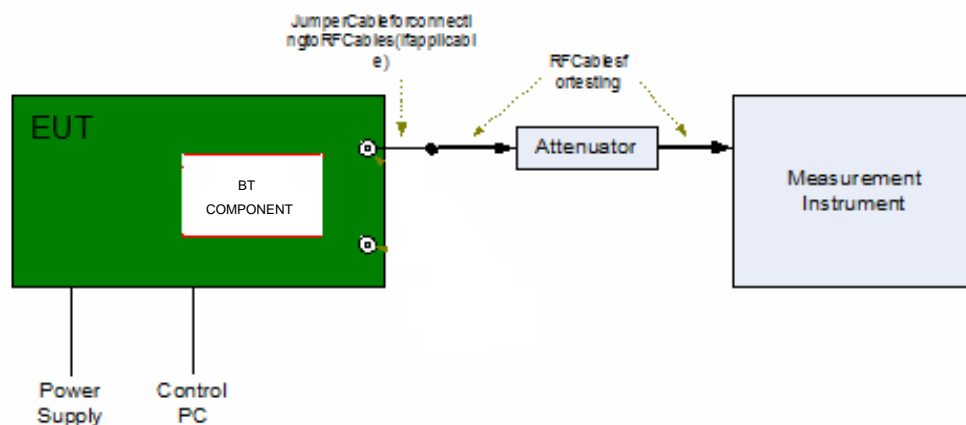 JumperCableforconnecti
ngtoRFCables(ifapplicabl
e)
RFCablesf
ortesting
EUT
BT
COMPONENT
Attenuator
Measurement
Instrument
Power
Supply
Control
PC